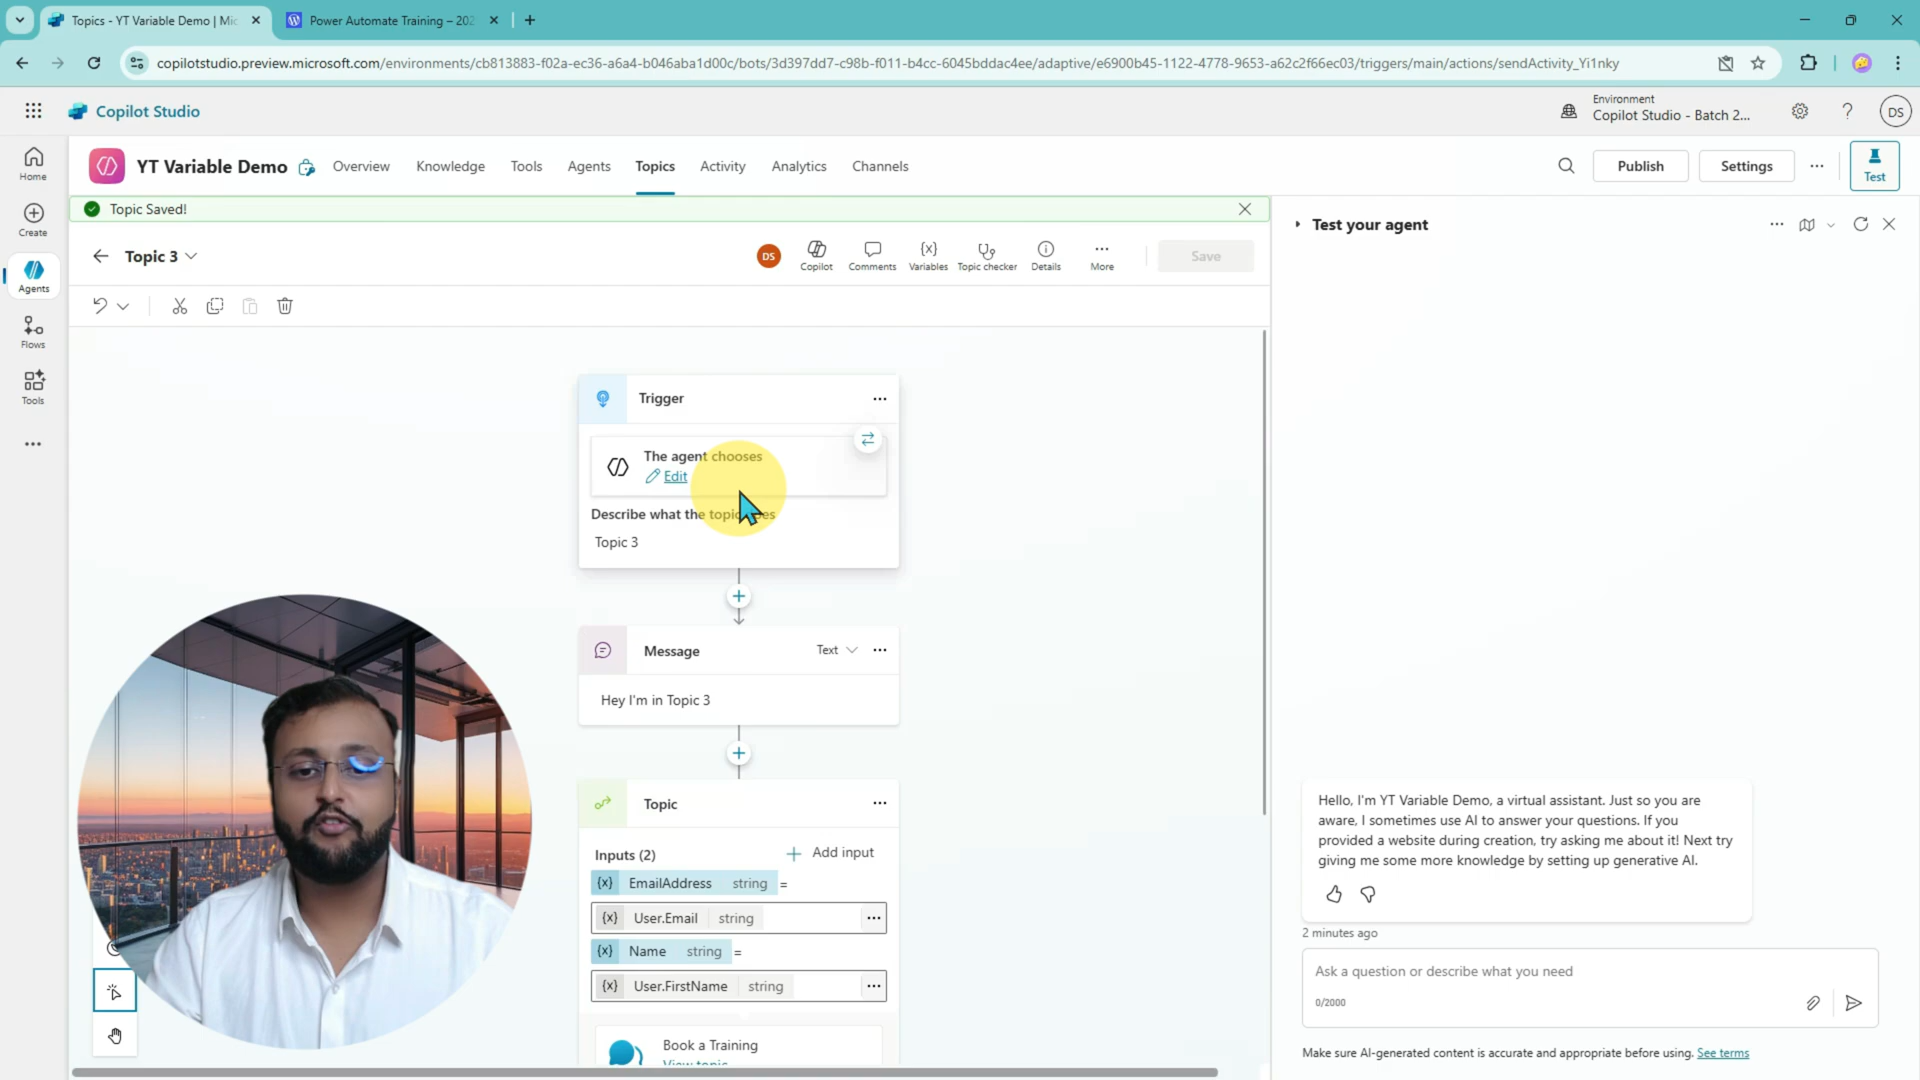 Topics - YT Variable Demo | Mic
Power Automate Training – 202
copilotstudio.preview.microsoft.com/environments/cb813883-f02a-ec36-a6a4-b046aba1d00c/bots/3d397dd7-c98b-f011-b4cc-6045bddac4ee/adaptive/e6900b45-1122-4778-9653-a62c2f66ec03/triggers/main/actions/sendActivity_Yi1nky
Copilot Studio
Environment
Copilot Studio - Batch 2...
DS
Home
Create
Agents
Flows
Tools
YT Variable Demo
Overview
Knowledge
Tools
Agents
Topics
Activity
Analytics
Channels
Publish
Settings
Test
Topic Saved!
Topic 3
DS
Copilot
Comments
Variables
Topic checker
Details
More
Save
Trigger
The agent chooses
Edit
Describe what the topic
Topic 3
Message
Text
Hey I'm in Topic 3
Topic
Inputs (2)
Add input
{x} EmailAddress string =
{x} User.Email string
{x} Name string =
{x} User.FirstName string
Book a Training
View topic
Test your agent
Hello, I'm YT Variable Demo, a virtual assistant. Just so you are
aware, I sometimes use AI to answer your questions. If you
provided a website during creation, try asking me about it! Next try
giving me some more knowledge by setting up generative AI.
2 minutes ago
Ask a question or describe what you need
0/2000
Make sure AI-generated content is accurate and appropriate before using. See terms